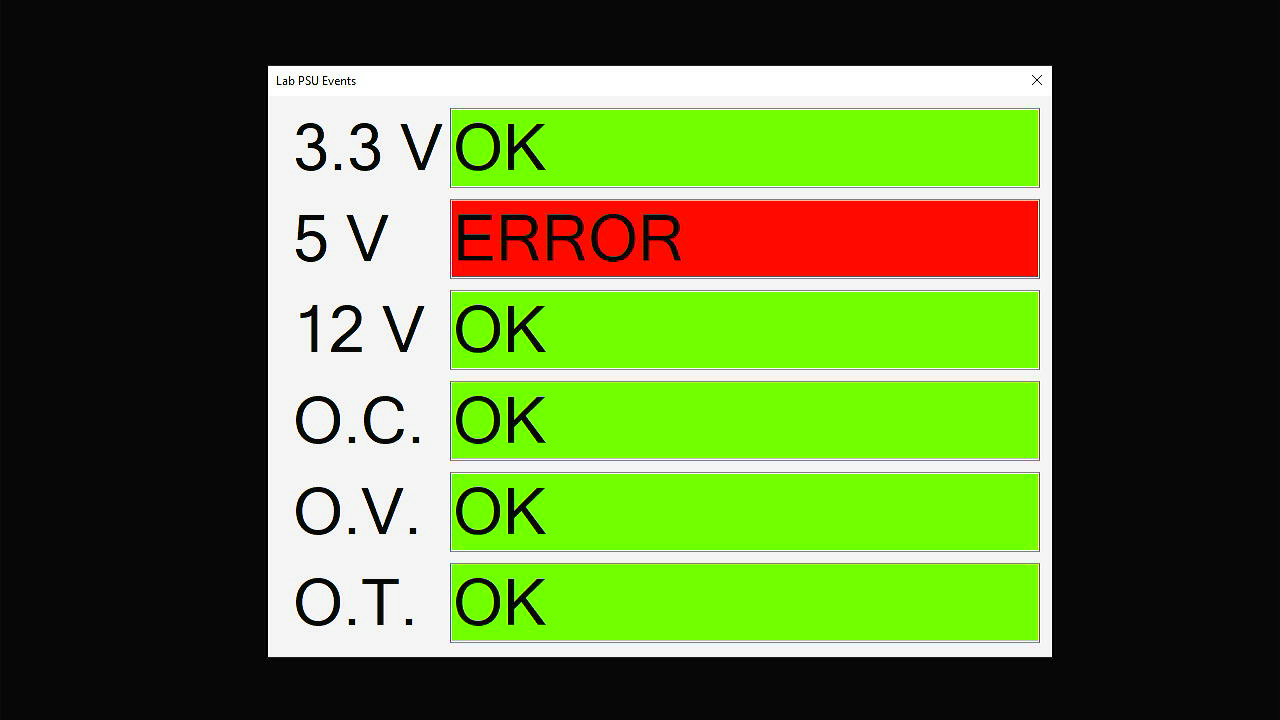 Lab PSU Events
3.3 V OK
5 V ERROR
12 V OK
O.C. OK
O.V. OK
O.T. OK